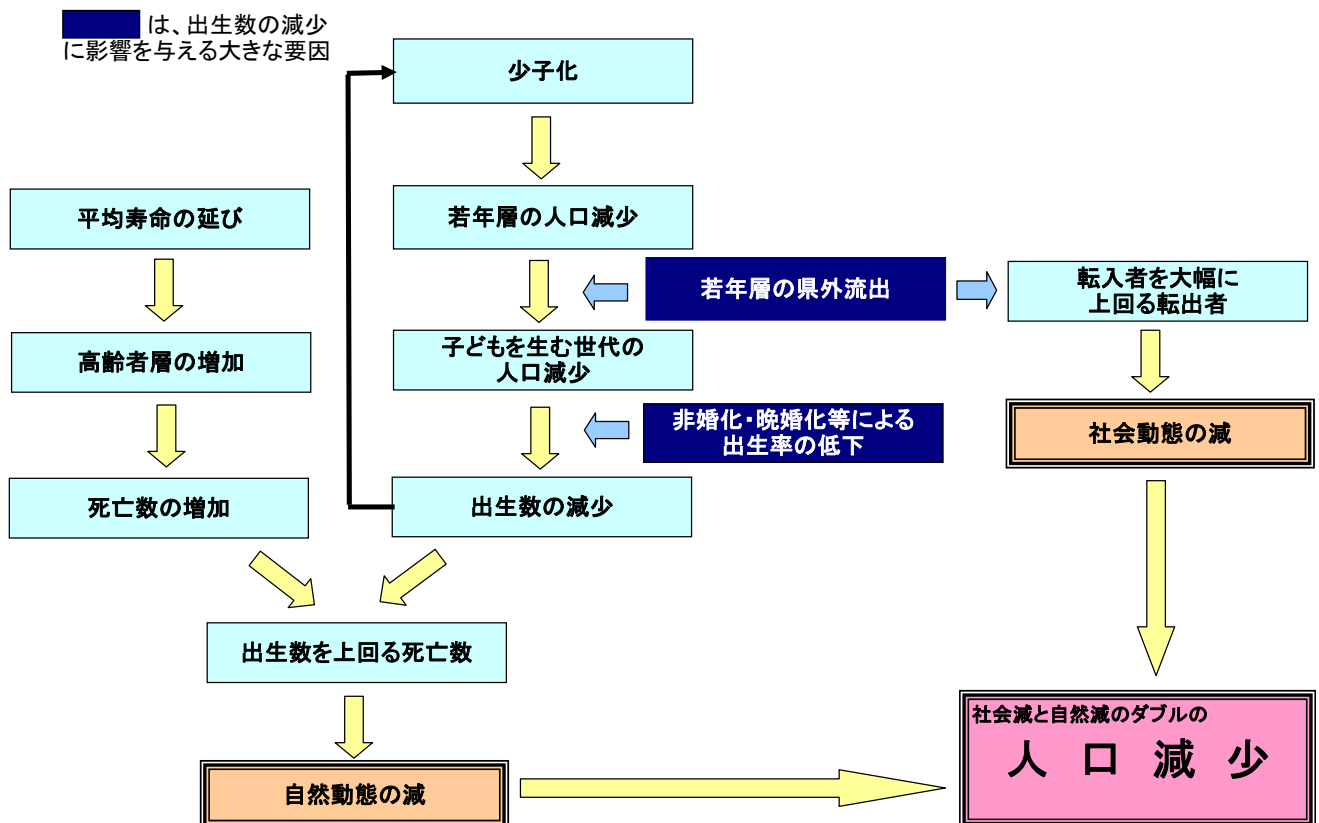 は、出生数の減少
に影響を与える大きな要因
少子化
平均寿命の延び
若年層の人口減少
若年層の県外流出
転入者を大幅に
上回る転出者
高齢者層の増加
子どもを生む世代の
人口減少
非婚化・晩婚化等による
出生率の低下
社会動態の減
死亡数の増加
出生数の減少
出生数を上回る死亡数
自然動態の減
社会減と自然減のダブルの
人口減少